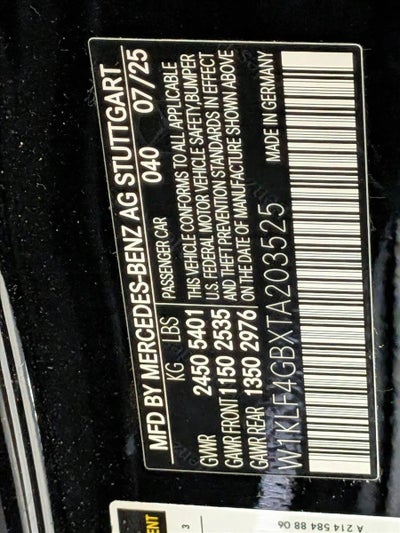 MFD BY MERCEDES-BENZ AG STUTTGART
040 07/25
KG LBS PASSENGER CAR
GVWR 2450 5401
GAWR FRONT 1150 2535
GAWR REAR 1350 2976
THIS VEHICLE CONFORMS TO ALL APPLICABLE
U.S. FEDERAL MOTOR VEHICLE SAFETY,BUMPER
AND THEFT PREVENTION STANDARDS IN EFFECT
ON THE DATE OF MANUFACTURE SHOWN ABOVE
W1KLF4GBXTA203525
MADE IN GERMANY
ENT
3
A 214 584 88 06